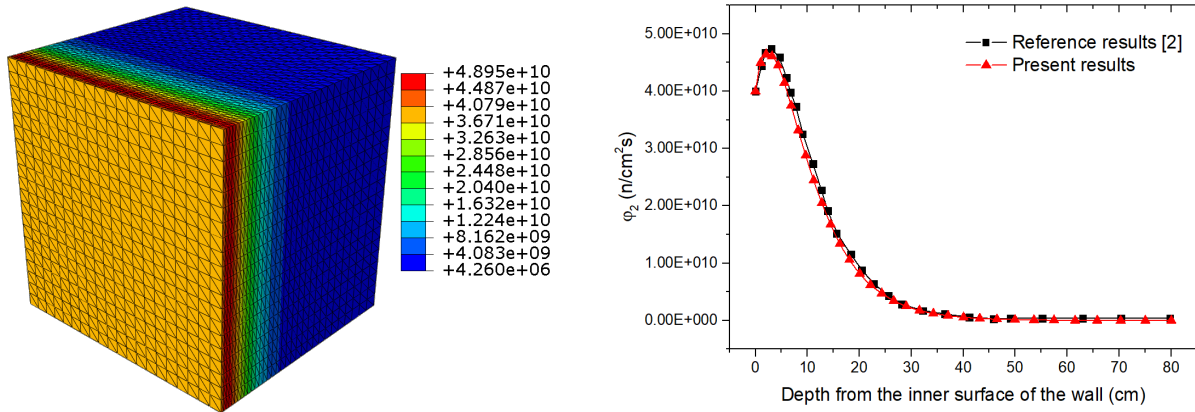 +4.895e+10
+4.487e+10
+4.079e+10
+3.671e+10
+3.263e+10
+2.856e+10
+2.448e+10
+2.040e+10
+1.632e+10
+1.224e+10
+8.162e+09
+4.083e+09
+4.260e+06
φ₂ (n/cm²s)
5.00E+010
4.00E+010
3.00E+010
2.00E+010
1.00E+010
0.00E+000
Reference results [2]
Present results
0 10 20 30 40 50 60 70 80
Depth from the inner surface of the wall (cm)